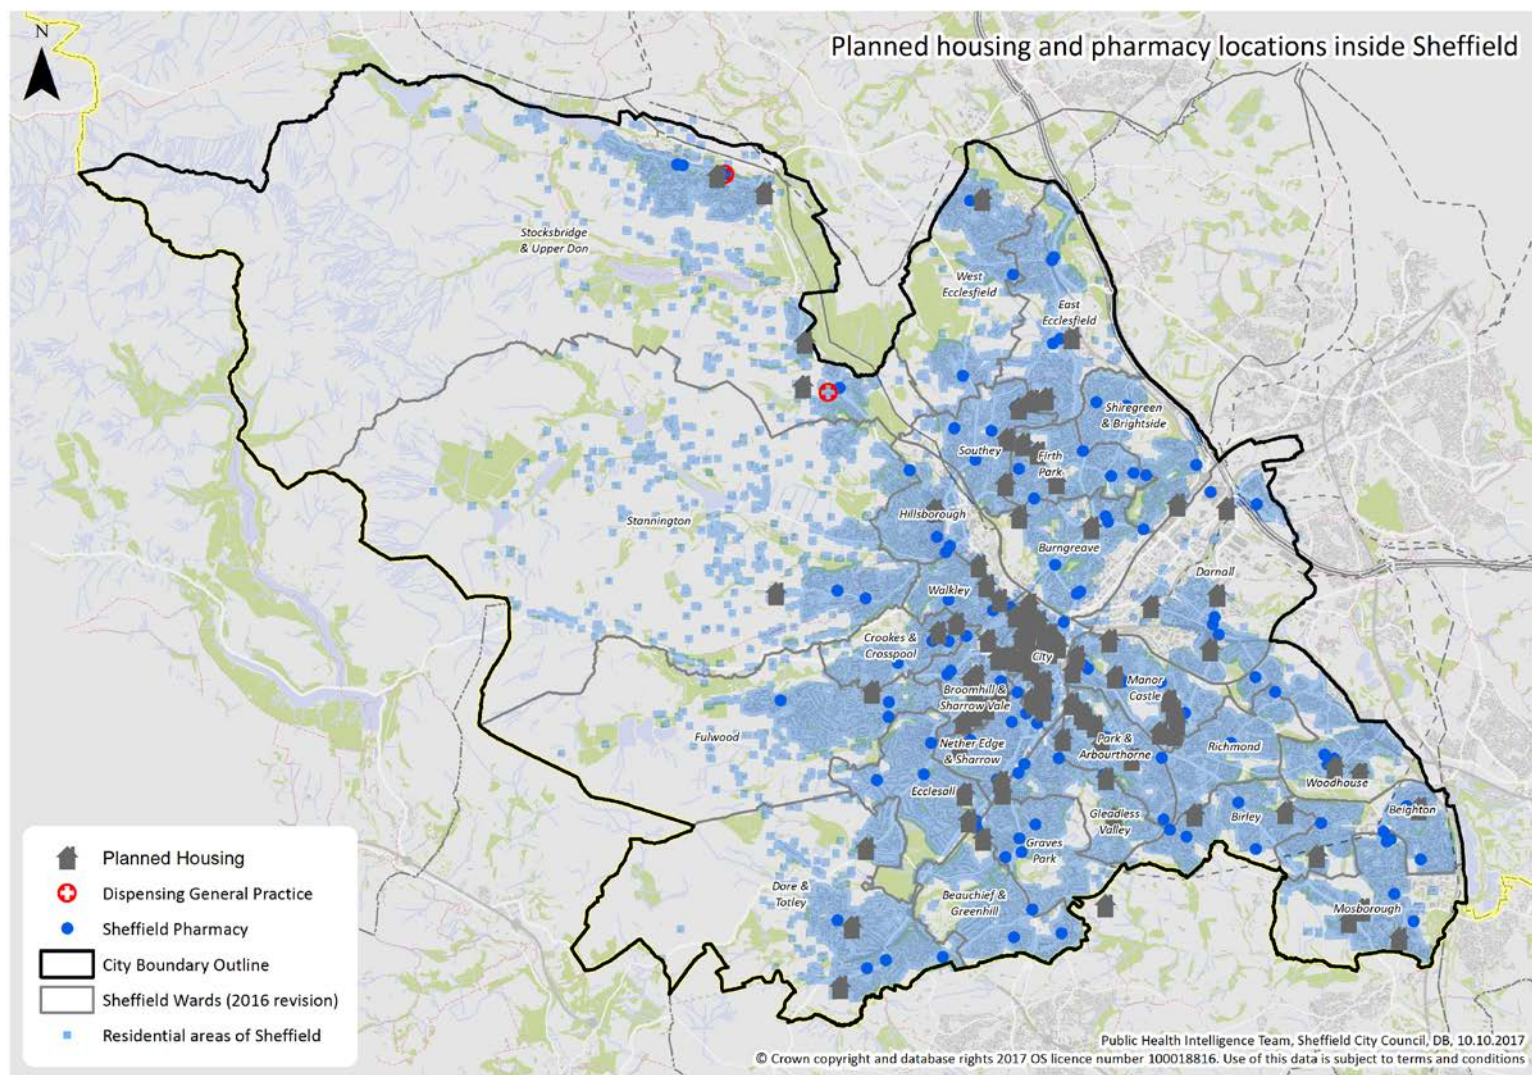 N
Planned housing and pharmacy locations inside Sheffield
Stocksbridge
& Upper Don
West
Ecclesfield
East
Ecclesfield
Shiregreen
& Brightside
Southey
Firth
Park
Hillsborough
Stannington
Burngreave
Darnall
Walkley
Crookes &
Crosspool
City
Manor
Castle
Broomhill &
Sharrow Vale
Fulwood
Park &
Arbourthorne
Richmond
Nether Edge
& Sharrow
Woodhouse
Ecclesall
Gleadless
Valley
Birley
Beighton
Graves
Park
Dore &
Totley
Beauchief &
Greenhill
Mosborough
Planned Housing
Dispensing General Practice
Sheffield Pharmacy
City Boundary Outline
Sheffield Wards (2016 revision)
Residential areas of Sheffield
Public Health Intelligence Team, Sheffield City Council, DB, 10.10.2017
© Crown copyright and database rights 2017 OS licence number 100018816. Use of this data is subject to terms and conditions